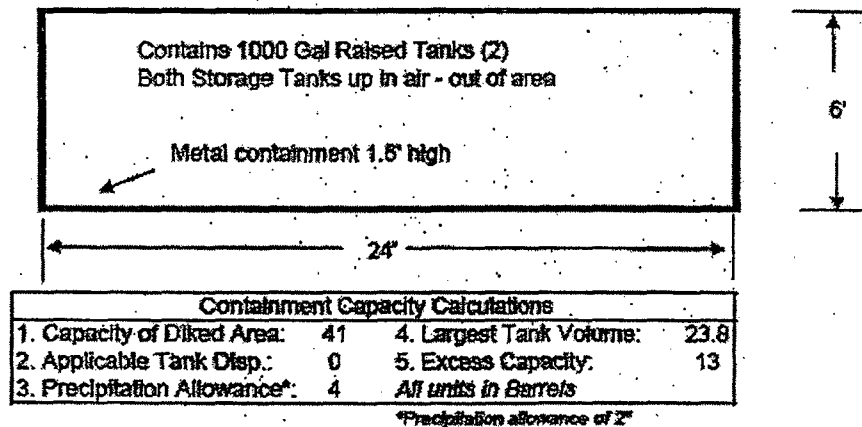 Contains 1000 Gal Raised Tanks (2)
Both Storage Tanks up in air - out of area
6'
Metal containment 1.5' high
24'
Containment Capacity Calculations
1. Capacity of Diked Area: 41 4. Largest Tank Volume: 23.8
2. Applicable Tank Disp.: 0 5. Excess Capacity: 13
3. Precipitation Allowance*: 4 All units in Barrels
*Precipitation allowance of 2"